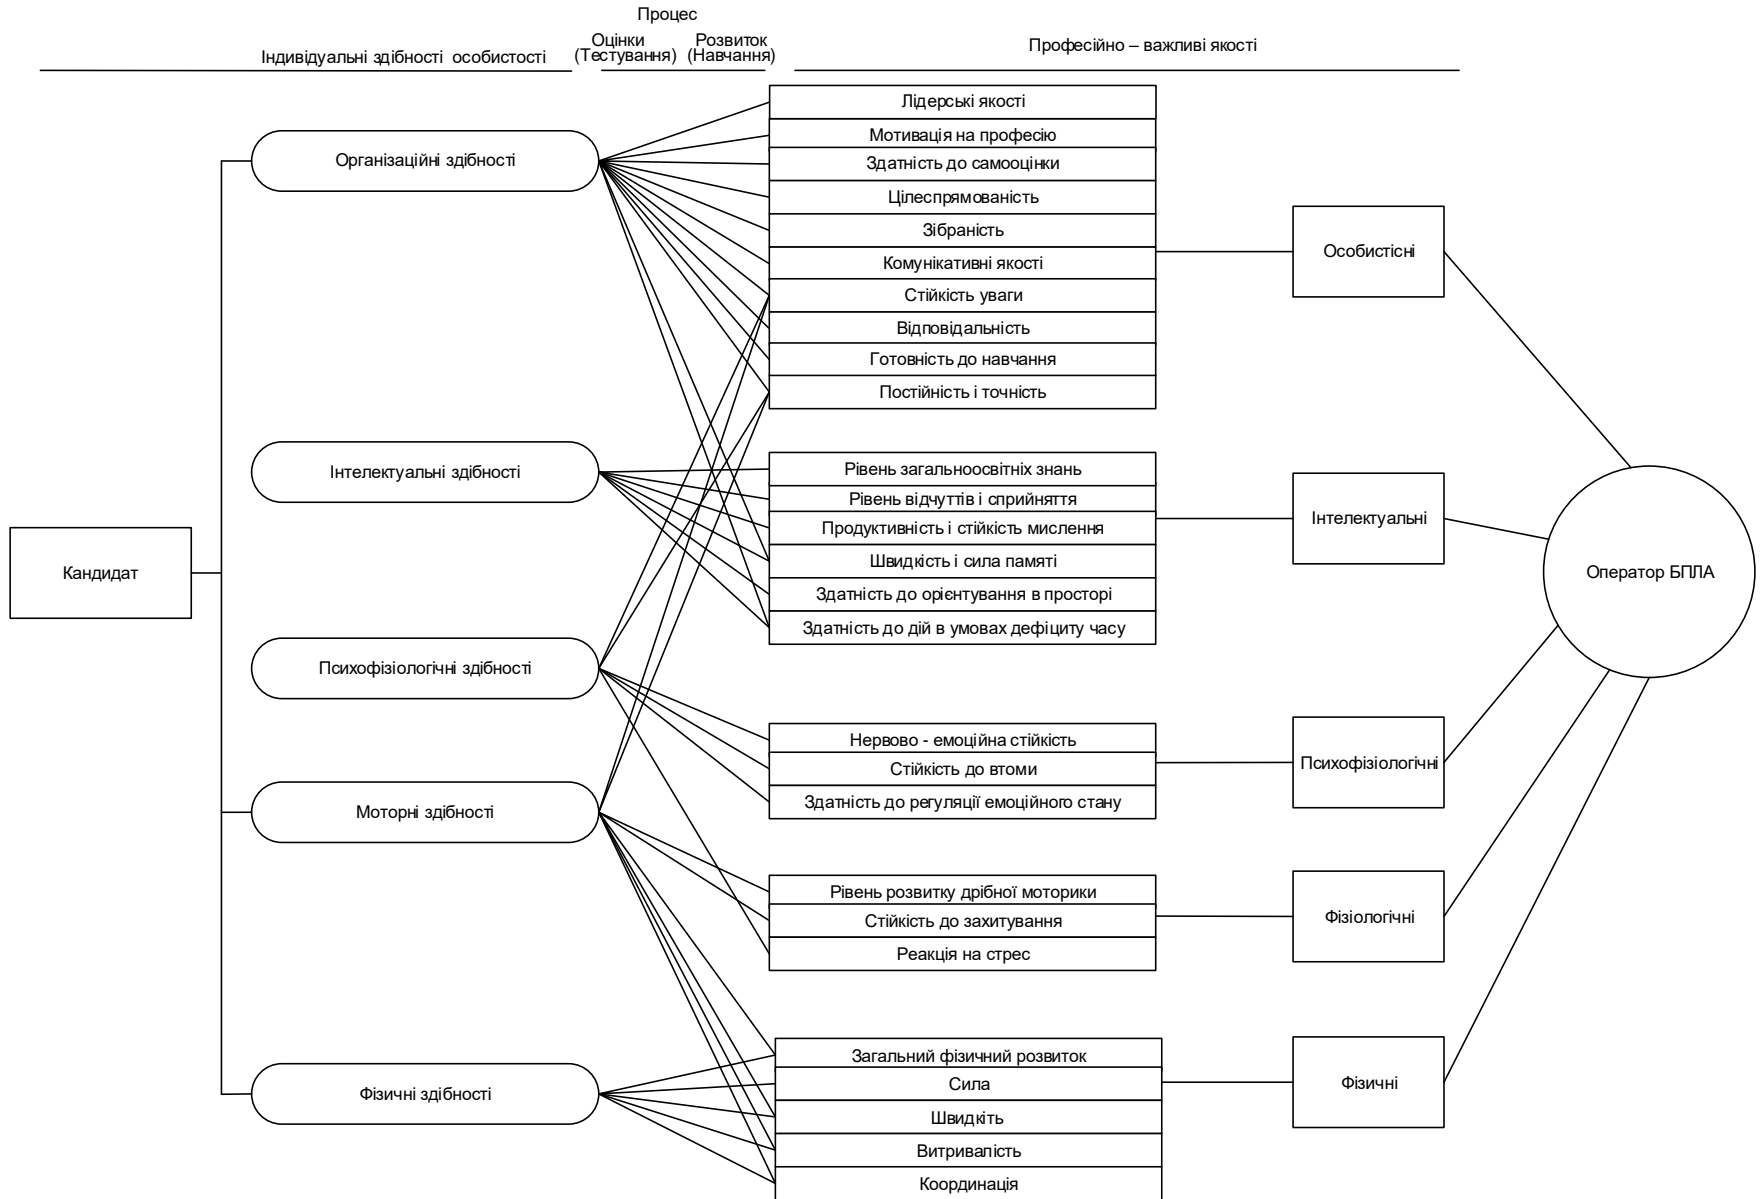 Процес
Індивідуальні здібності особистості
Оцінки
(Тестування)
Розвиток
(Навчання)
Професійно – важливі якості
Кандидат
Організаційні здібності
Інтелектуальні здібності
Психофізіологічні здібності
Моторні здібності
Фізичні здібності
Лідерські якості
Мотивація на професію
Здатність до самооцінки
Цілеспрямованість
Зібраність
Комунікативні якості
Стійкість уваги
Відповідальність
Готовність до навчання
Постійність і точність
Рівень загальноосвітніх знань
Рівень відчуттів і сприйняття
Продуктивність і стійкість мислення
Швидкість і сила памяті
Здатність до орієнтування в просторі
Здатність до дій в умовах дефіциту часу
Нервово - емоційна стійкість
Стійкість до втоми
Здатність до регуляції емоційного стану
Рівень розвитку дрібної моторики
Стійкість до захитування
Реакція на стрес
Загальний фізичний розвиток
Сила
Швидкіть
Витривалість
Координація
Особистісні
Інтелектуальні
Психофізіологічні
Фізіологічні
Фізичні
Оператор БПЛА